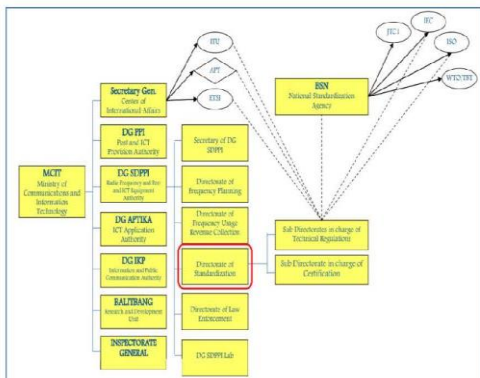 ITU
APT
ETSI
JTC1
IEC
ISO
WTO/TBT
Secretary Gen.
Center of
International Affairs
BSN
National Standardization
Agency
DG PPI
Post and ICT
Provision Authority
Secretary of DG
SDPPI
MCIT
Ministry of
Communications and
Information
Technology
DG SDPPI
Radio Frequency and Post
and ICT Equipment
Authority
Directorate of
Frequency Planning
DG APTIKA
ICT Application
Authority
Directorate of
Frequency Usage
Revenue Collection
Sub Directorates in charge of
Technical Regulations
DG IKP
Information and Public
Communication Authority
Directorate of
Standardization
Sub Directorate in charge of
Certification
BALITBANG
Research and Development
Unit
Directorate of Law
Enforcement
INSPECTORATE
GENERAL
DG SDPPI Lab